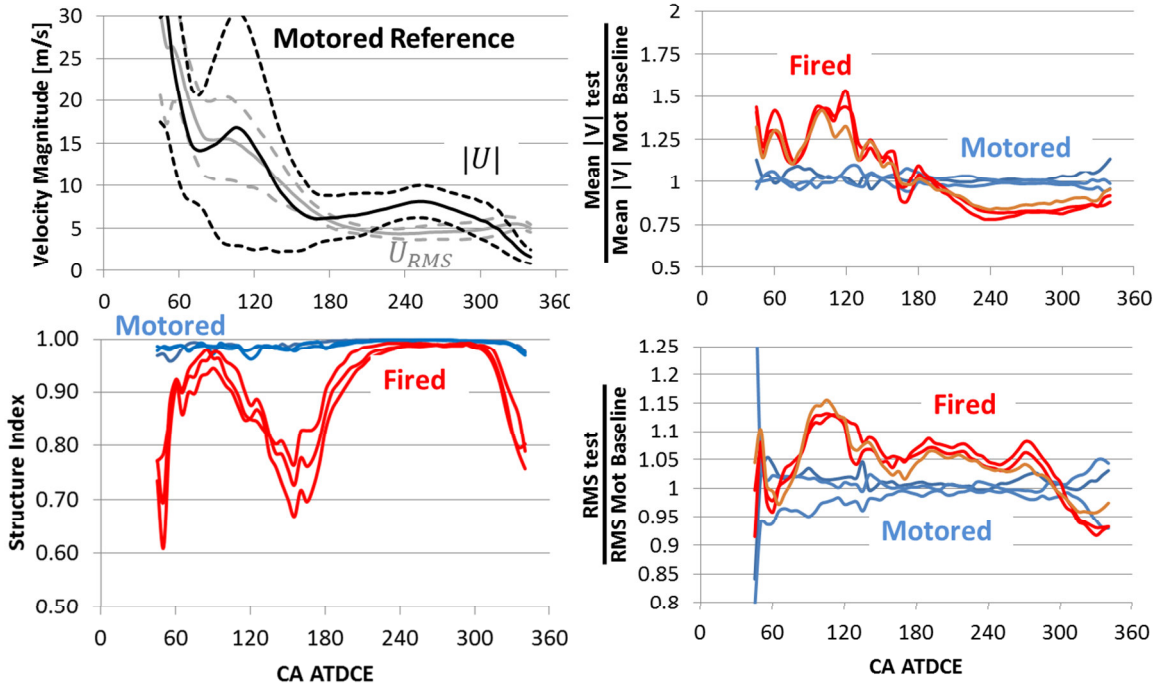 Motored Reference
Velocity Magnitude [m/s]
30
25
20
15
10
5
0
|U|
U_RMS
0 60 120 180 240 300 360
Mean |V| test
Mean |V| Mot Baseline
2
1.75
1.5
1.25
1
0.75
0.5
Fired
Motored
0 60 120 180 240 300 360
Structure Index
Motored
1.00
0.90
0.80
0.70
0.60
0.50
Fired
0 60 120 180 240 300 360
CA ATDCE
RMS test
RMS Mot Baseline
1.25
1.2
1.15
1.1
1.05
1
0.95
0.9
0.85
0.8
Fired
Motored
0 60 120 180 240 300 360
CA ATDCE